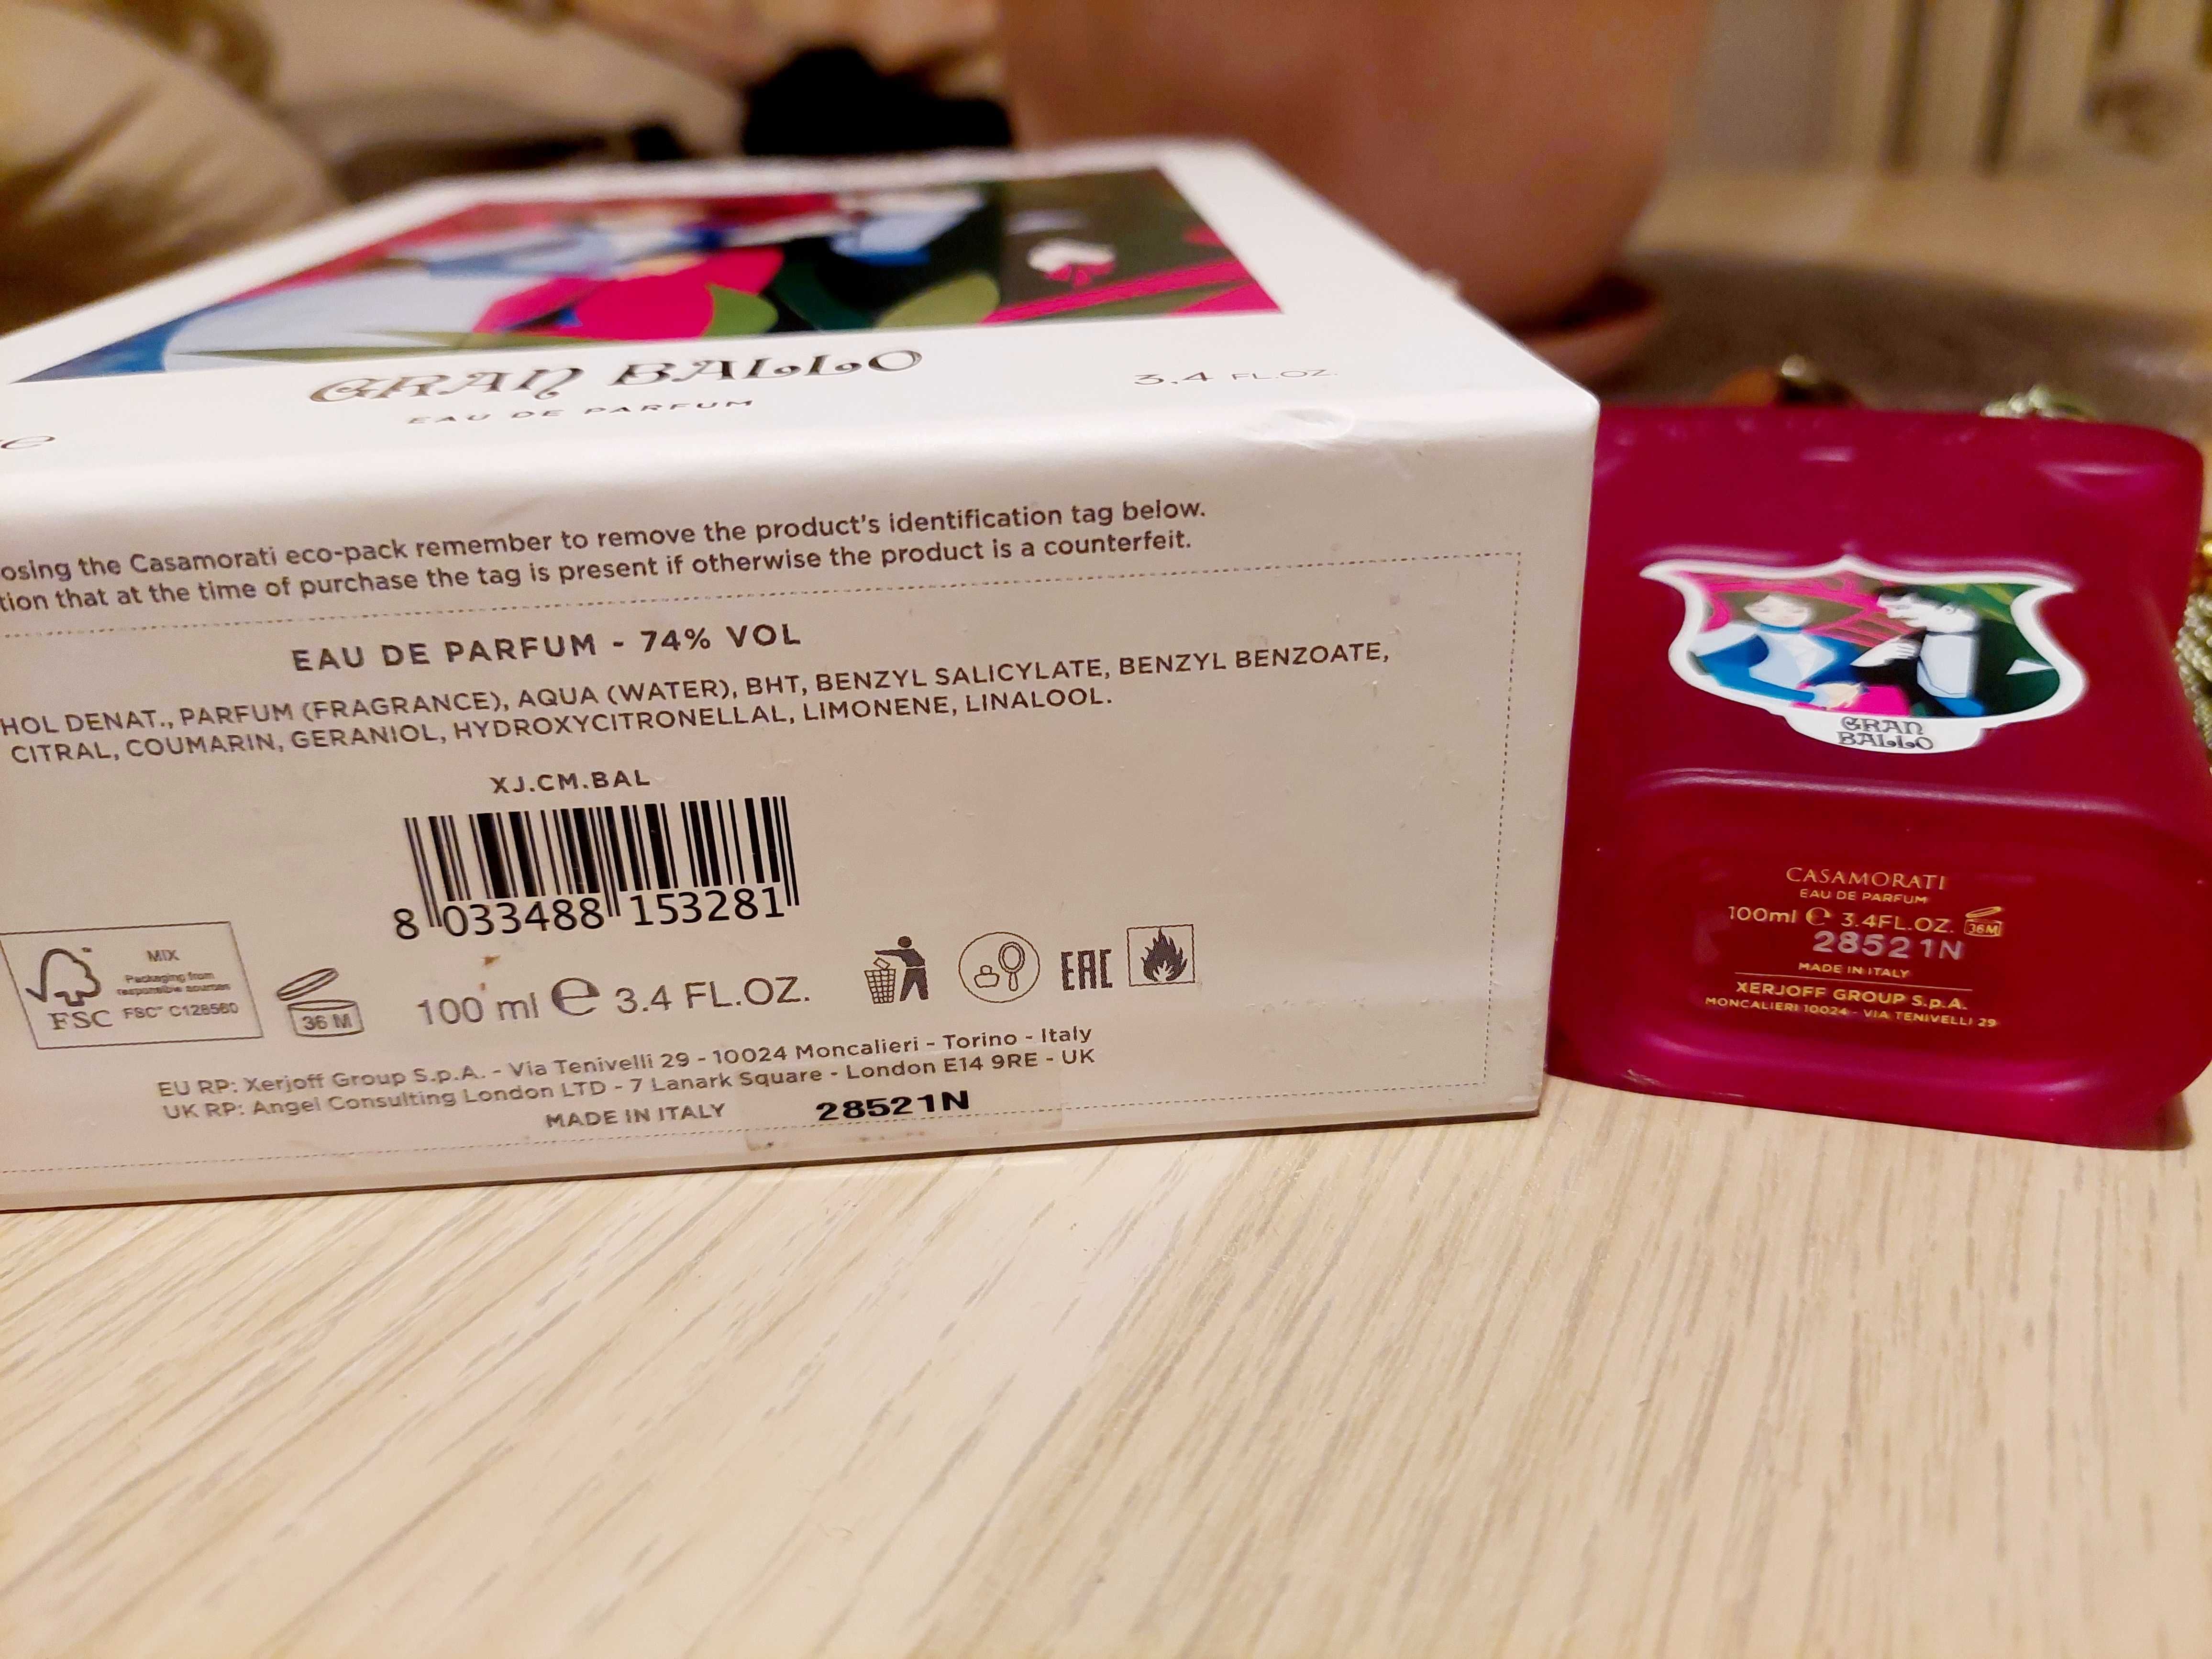 GRAN BALLO
EAU DE PARFUM
3.4 FL.OZ.
osing the Casamorati eco-pack remember to remove the product's identification tag below.
tion that at the time of purchase the tag is present if otherwise the product is a counterfeit.
EAU DE PARFUM - 74% VOL
HOL DENAT., PARFUM (FRAGRANCE), AQUA (WATER), BHT, BENZYL SALICYLATE, BENZYL BENZOATE,
CITRAL, COUMARIN, GERANIOL, HYDROXYCITRONELLAL, LIMONENE, LINALOOL.
XJ.CM.BAL
8 033488 153281
MIX
Packaging from
responsible sources
FSC FSC™ C128560
36 M
100 ml ℮ 3.4 FL.OZ.
EAC
EU RP: Xerjoff Group S.p.A. - Via Tenivelli 29 - 10024 Moncalieri - Torino - Italy
UK RP: Angel Consulting London LTD - 7 Lanark Square - London E14 9RE - UK
MADE IN ITALY
28521N
GRAN
BALLO
CASAMORATI
EAU DE PARFUM
100ml ℮ 3.4FL.OZ. 36M
28521N
MADE IN ITALY
XERJOFF GROUP S.p.A.
MONCALIERI 10024 - VIA TENIVELLI 29